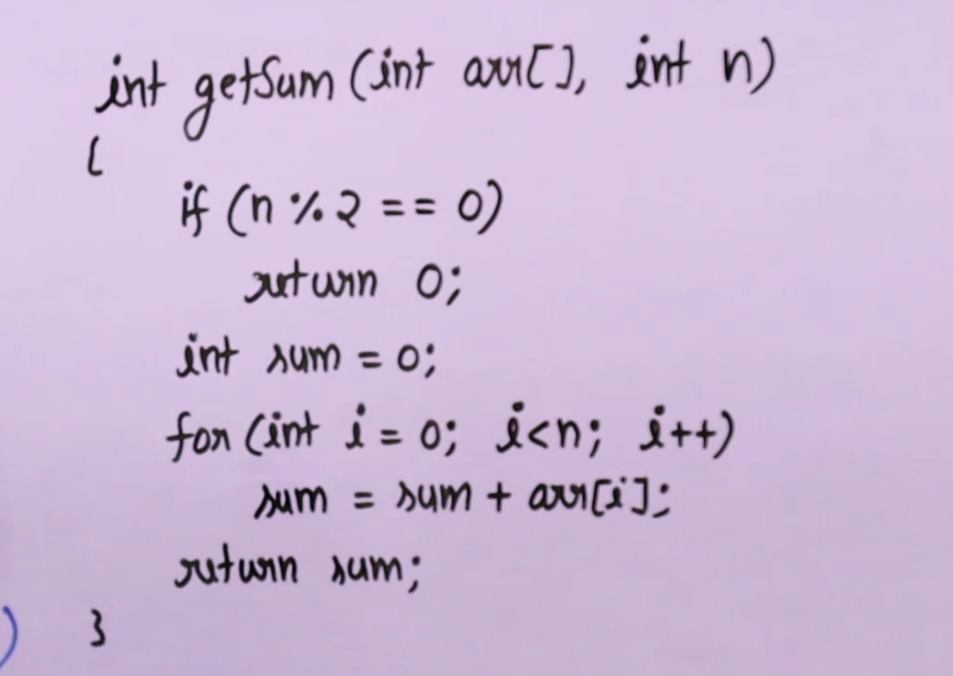 int getSum (int arr[], int n)
{
if (n % 2 == 0)
return 0;
int sum = 0;
for (int i = 0; i<n; i++)
sum = sum + arr[i];
return sum;
}